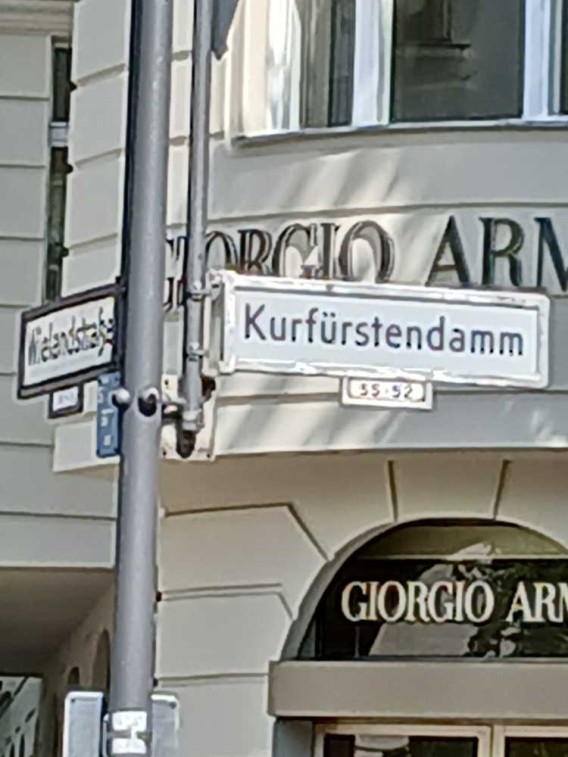 GIORGIO ARM
Wielandstraße
Kurfürstendamm
55-52
GIORGIO ARM